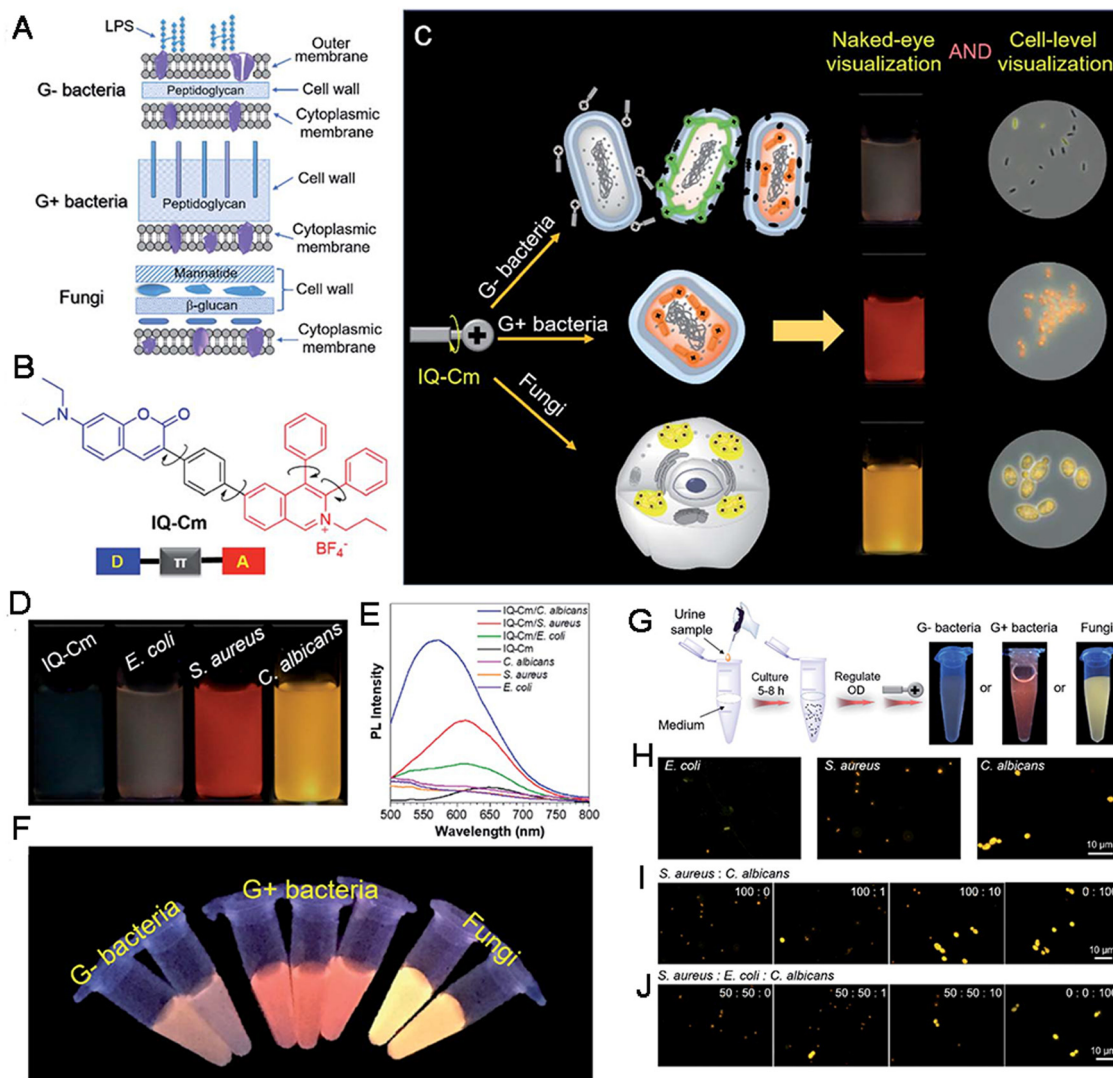 A
LPS
Outer
membrane
G- bacteria
Peptidoglycan
Cell wall
Cytoplasmic
membrane
Cell wall
G+ bacteria
Peptidoglycan
Cytoplasmic
membrane
Mannatide
Fungi
Cell wall
β-glucan
Cytoplasmic
membrane
B
N
O
O
N
+
IQ-Cm
BF4-
D
π
A
C
Naked-eye
visualization
AND
Cell-level
visualization
G- bacteria
G+ bacteria
IQ-Cm
Fungi
D
IQ-Cm
E. coli
S. aureus
C. albicans
E
IQ-Cm/C. albicans
IQ-Cm/S. aureus
IQ-Cm/E. coli
IQ-Cm
C. albicans
S. aureus
E. coli
PL Intensity
500 550 600 650 700 750 800
Wavelength (nm)
F
G- bacteria
G+ bacteria
Fungi
G
Urine
sample
Medium
Culture
5-8 h
Regulate
OD
G- bacteria
or
G+ bacteria
or
Fungi
H
E. coli
S. aureus
C. albicans
10 μm
I
S. aureus : C. albicans
100 : 0
100 : 1
100 : 10
0 : 100
10 μm
J
S. aureus : E. coli : C. albicans
50 : 50 : 0
50 : 50 : 1
50 : 50 : 10
0 : 0 : 100
10 μm